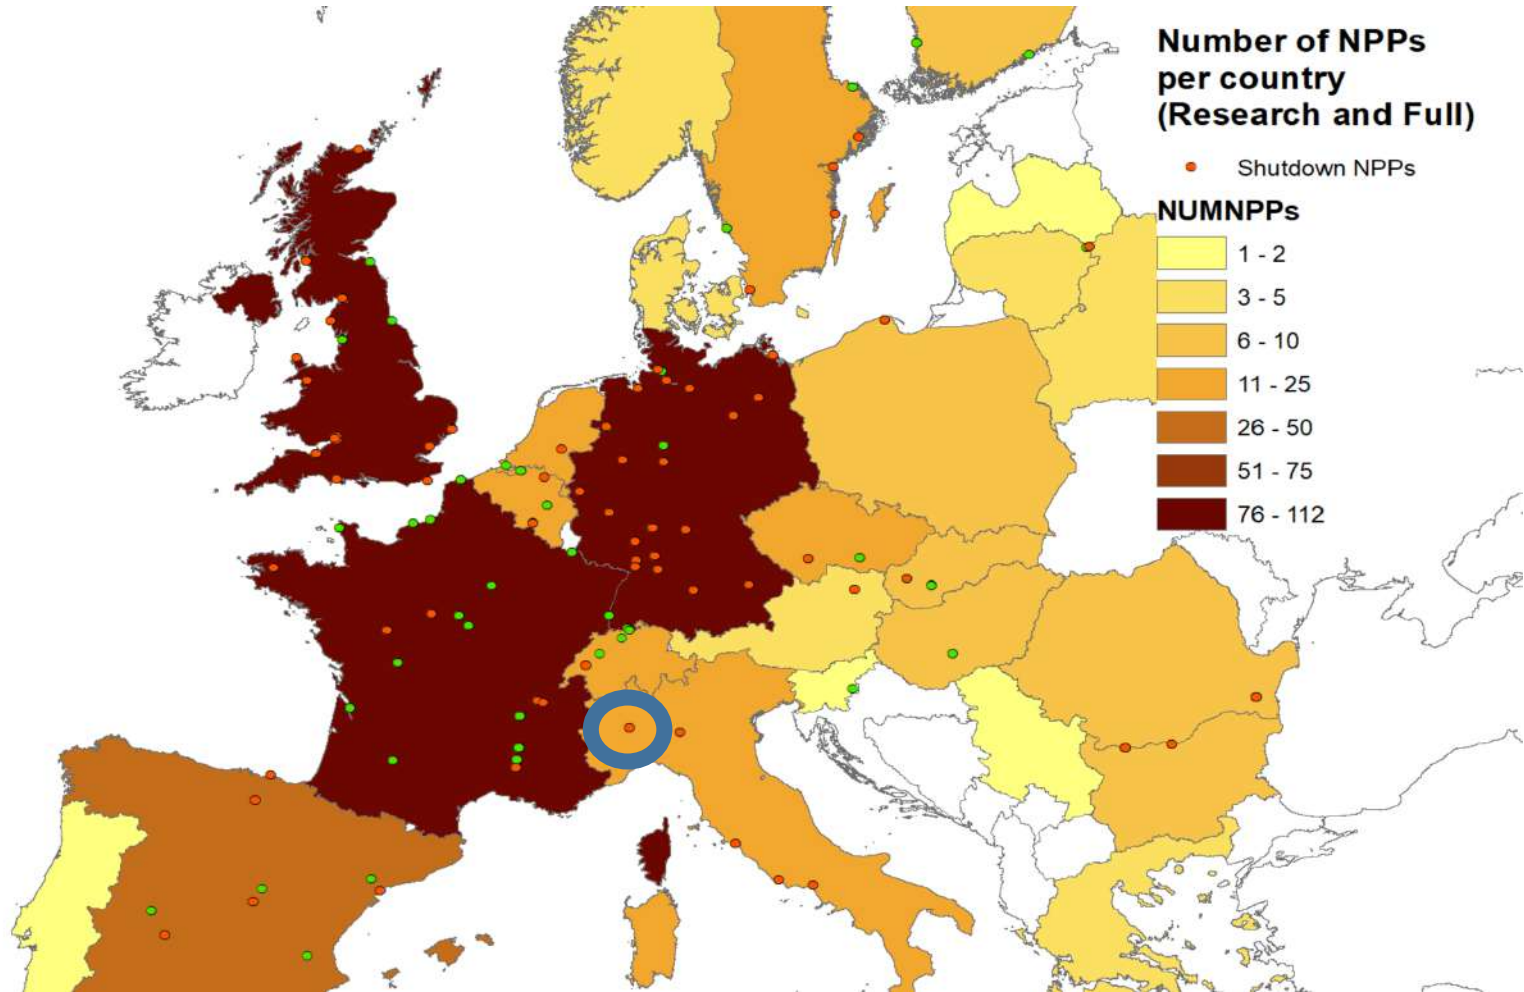 Number of NPPs
per country
(Research and Full)
Shutdown NPPs
NUMNPPs
1 - 2
3 - 5
6 - 10
11 - 25
26 - 50
51 - 75
76 - 112